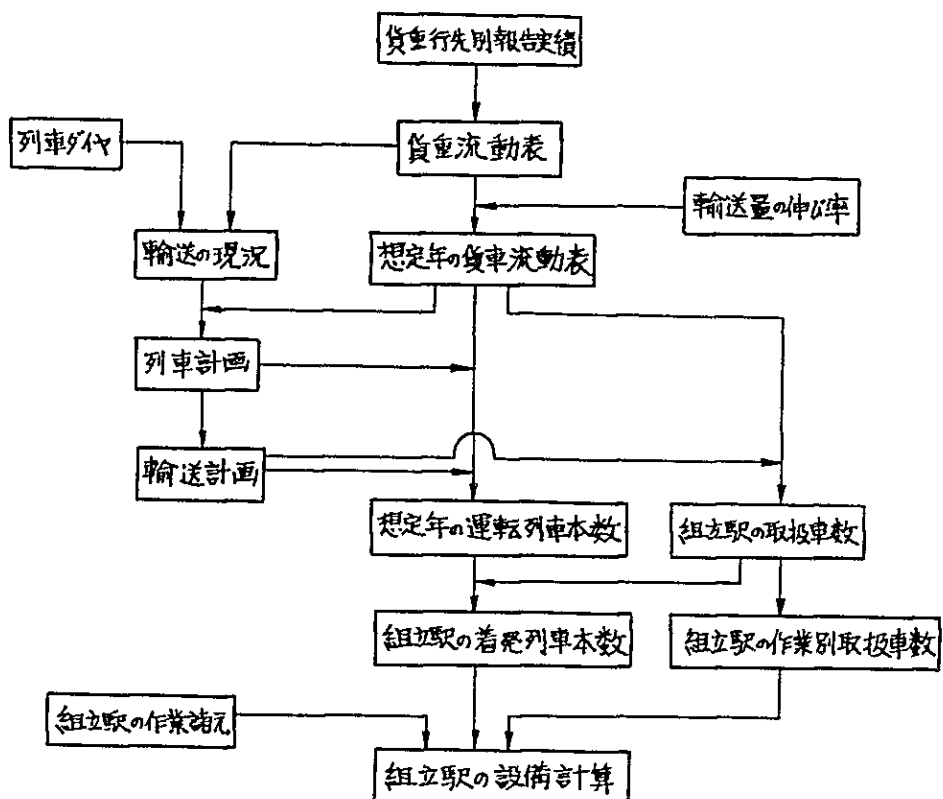 貨車行先別報告実績
列車ダイヤ
貨車流動表
輸送量の伸び率
輸送の現況
想定年の貨車流動表
列車計画
輸送計画
想定年の運転列車本数
組立駅の取扱車数
組立駅の着発列車本数
組立駅の作業別取扱車数
組立駅の作業諸元
組立駅の設備計算